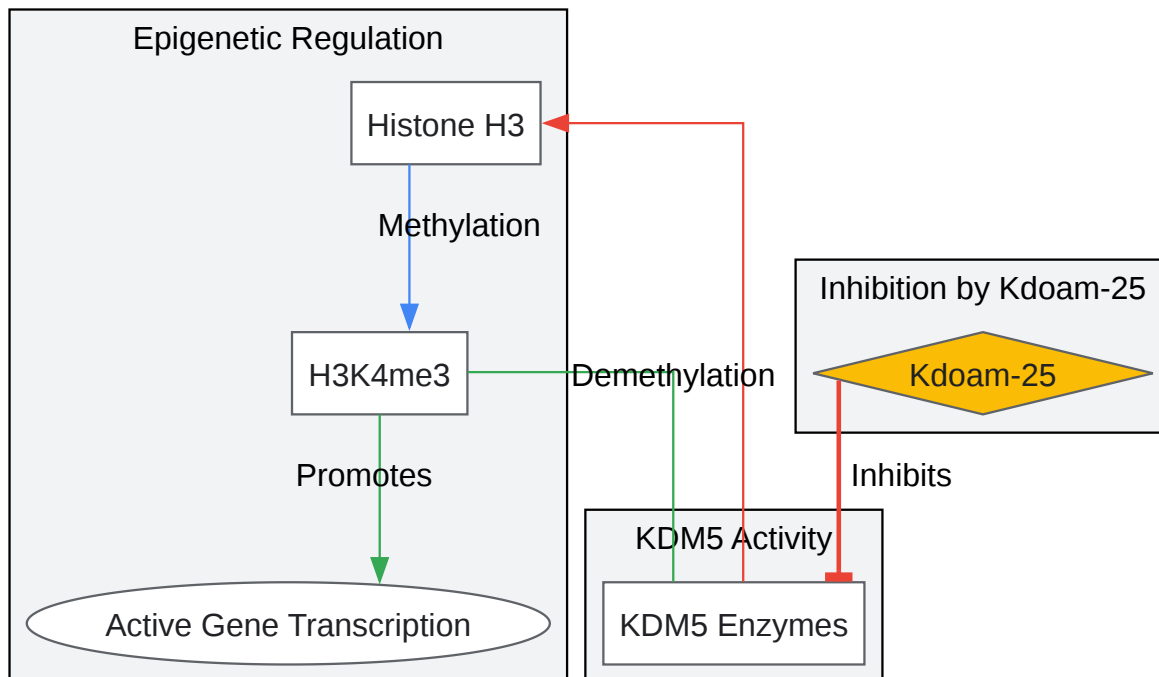 Epigenetic Regulation
Histone H3
Methylation
Inhibition by Kdoam-25
H3K4me3
Demethylation
Kdoam-25
Promotes
Inhibits
KDM5 Activity
Active Gene Transcription
KDM5 Enzymes